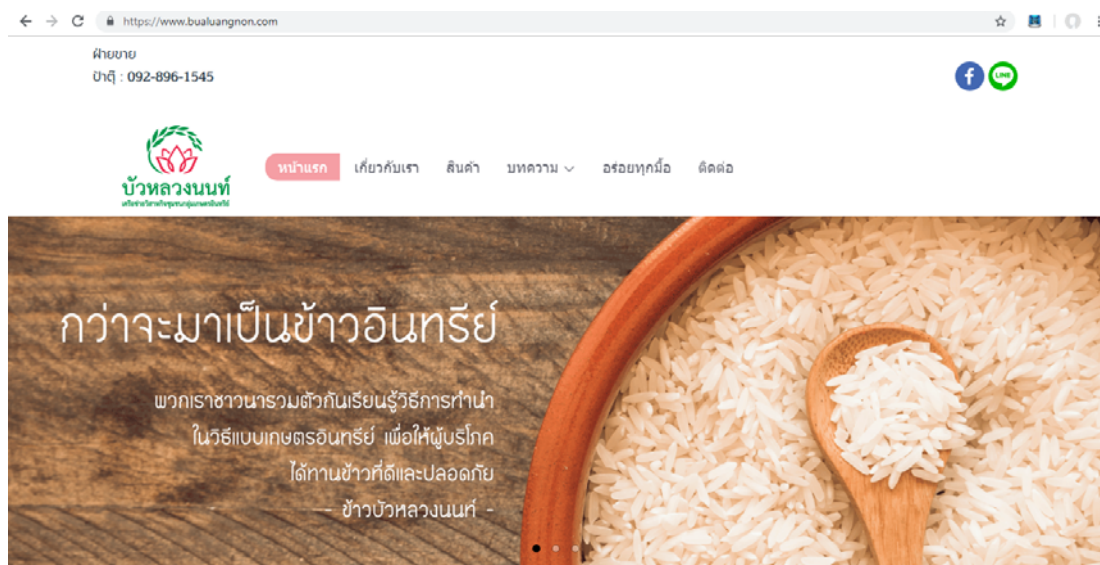 https://www.bualuangnon.com
ฝ่ายขาย
ป้าตุ๊ : 092-896-1545
LINE
บัวหลวงนนท์
หน้าแรก เกี่ยวกับเรา สินค้า บทความ อร่อยทุกมื้อ ติดต่อ
กว่าจะมาเป็นข้าวอินทรีย์
พวกเราชาวนารวมตัวกันเรียนรู้วิธีการทำนำ
ในวิธีแบบเกษตรอินทรีย์ เพื่อให้ผู้บริโภค
ได้ทานข้าวที่ดีและปลอดภัย
- ข้าวบัวหลวงนนท์ -